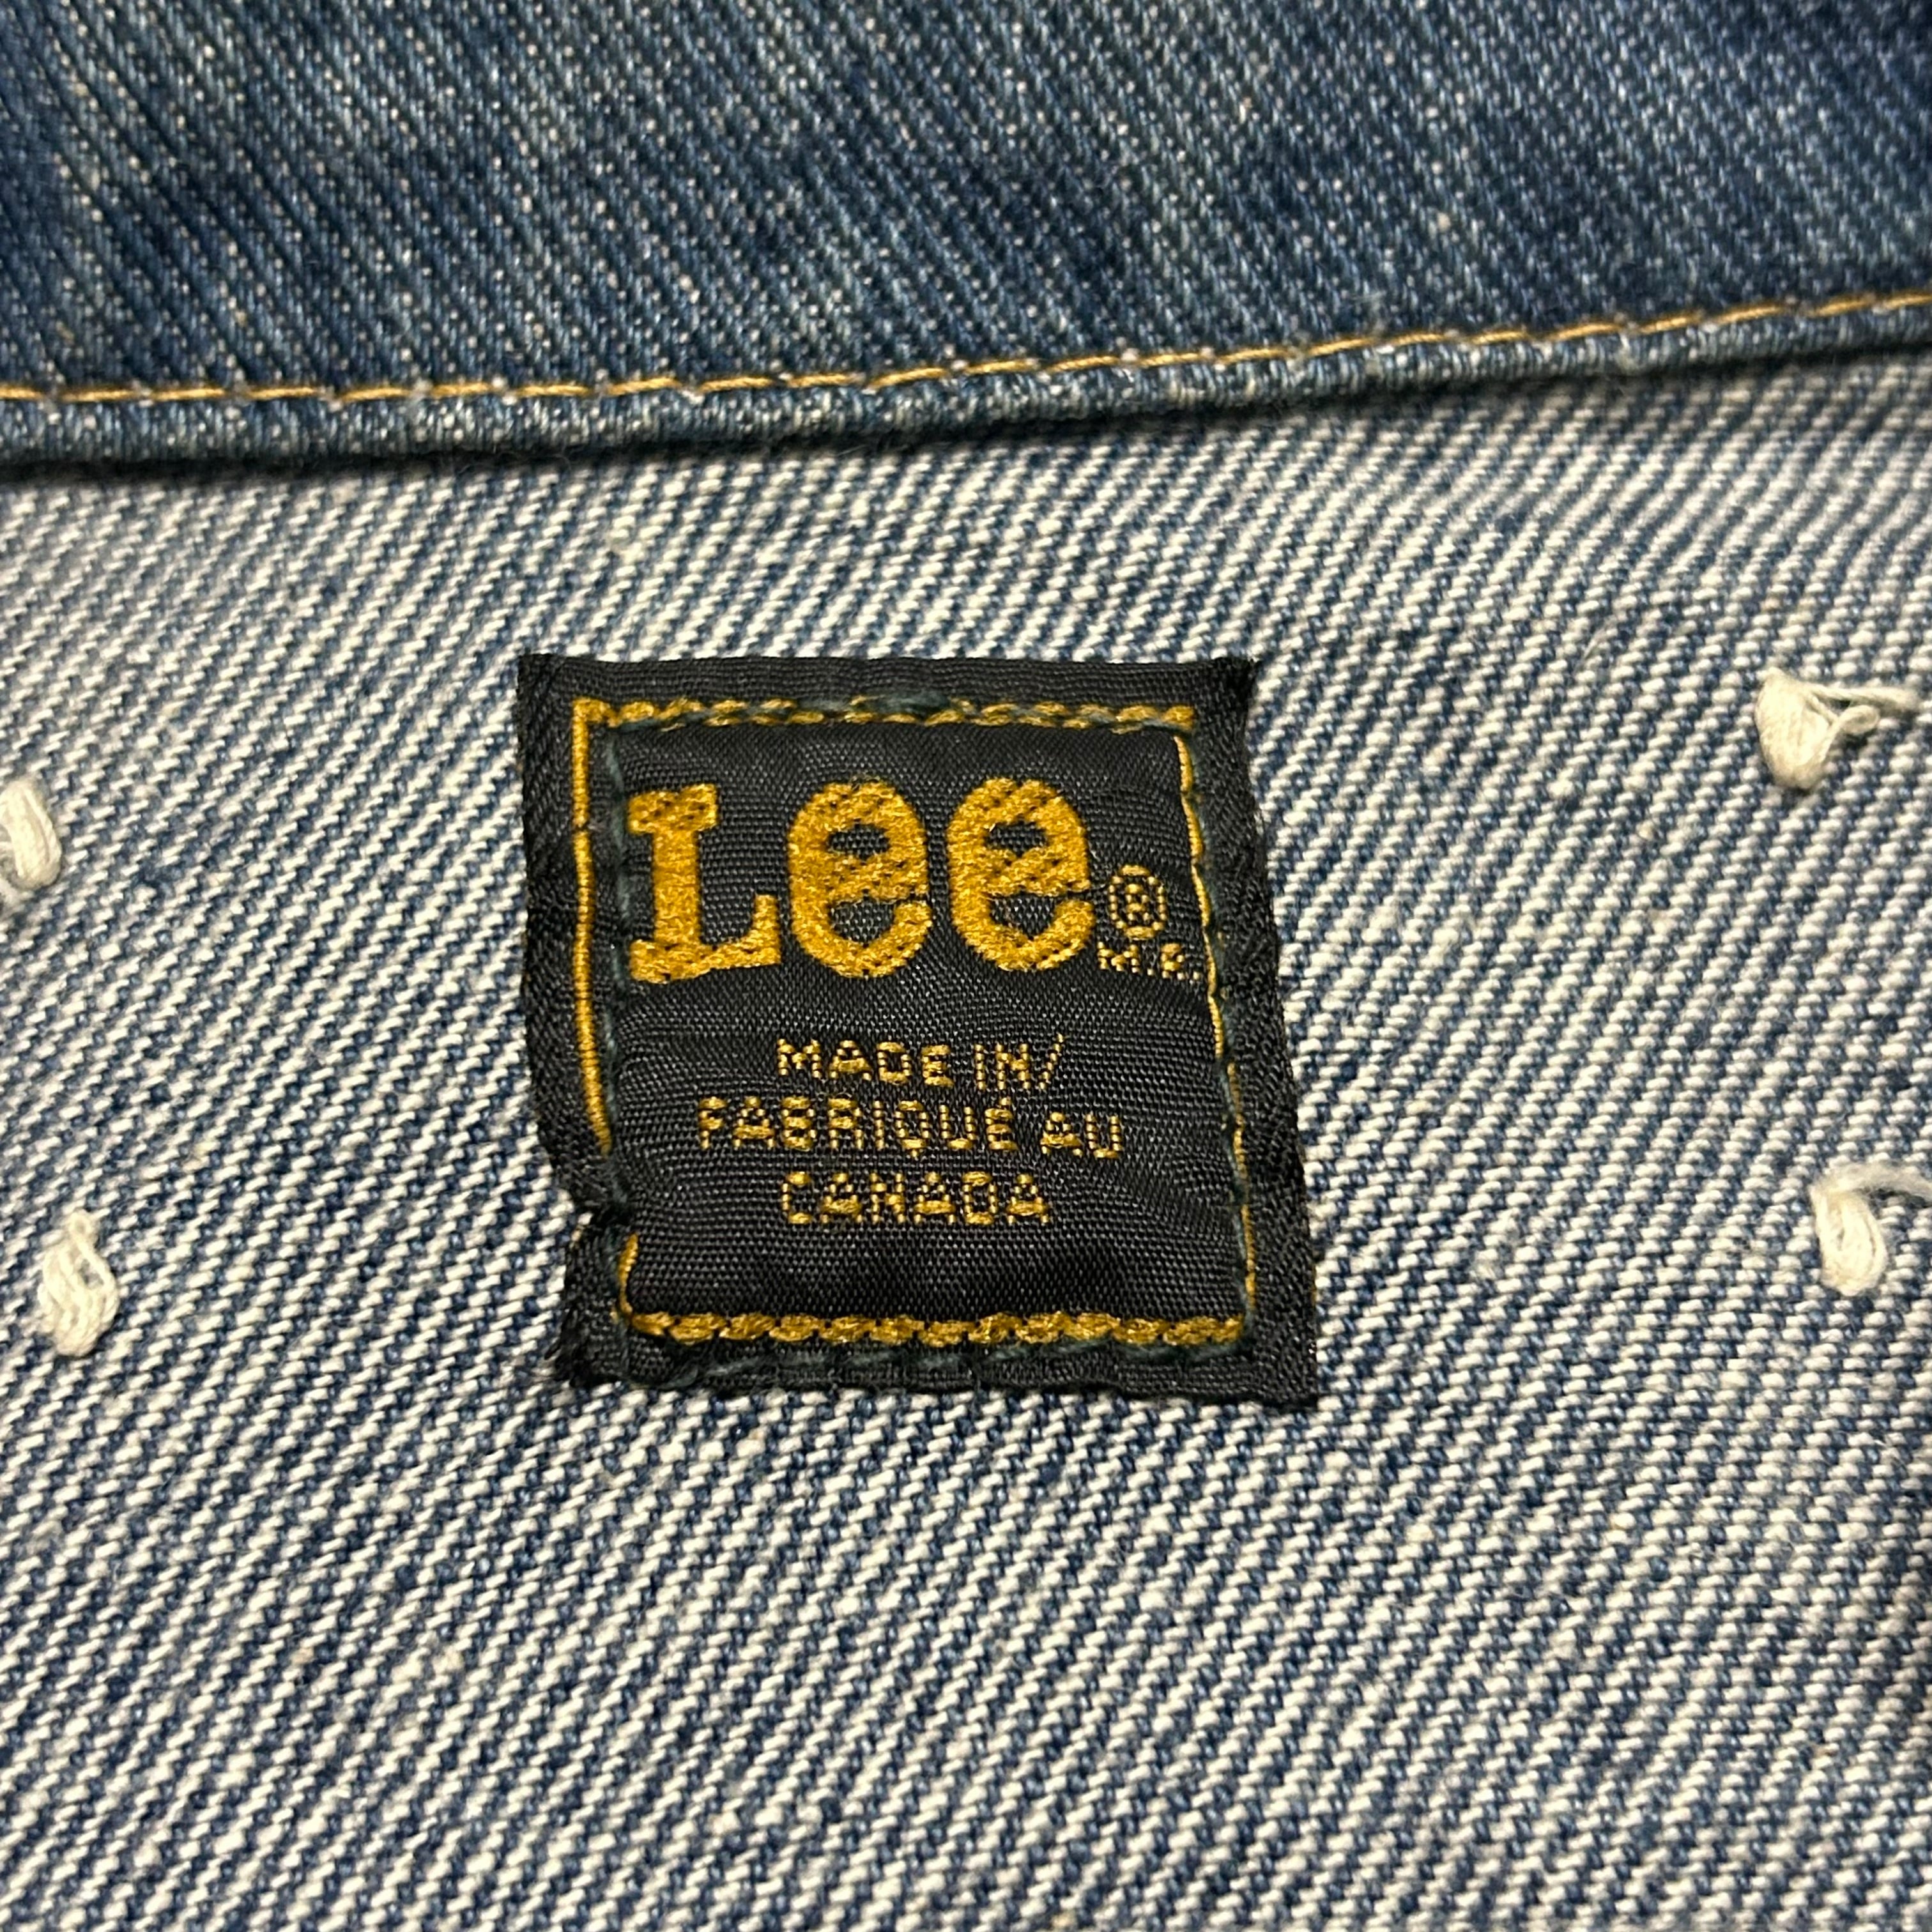 Lee®
M.R.
MADE IN/
FABRIQUÉ AU
CANADA